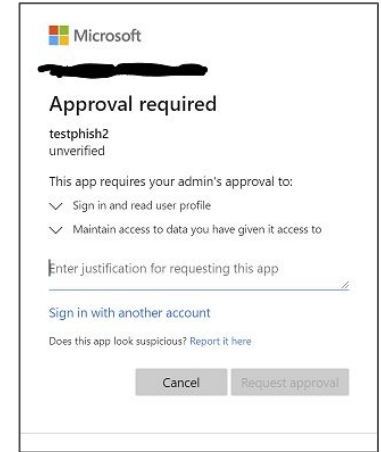 Microsoft
Approval required
testphish2
unverified
This app requires your admin's approval to:
Sign in and read user profile
Maintain access to data you have given it access to
Enter justification for requesting this app
Sign in with another account
Does this app look suspicious? Report it here
Cancel Request approval